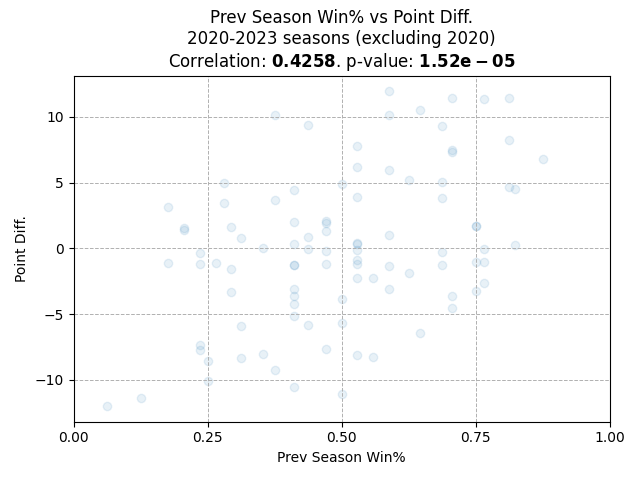 Prev Season Win% vs Point Diff.
2020-2023 seasons (excluding 2020)
Correlation: 0.4258. p-value: 1.52e − 05
Point Diff.
10
5
0
−5
−10
0.00 0.25 0.50 0.75 1.00
Prev Season Win%